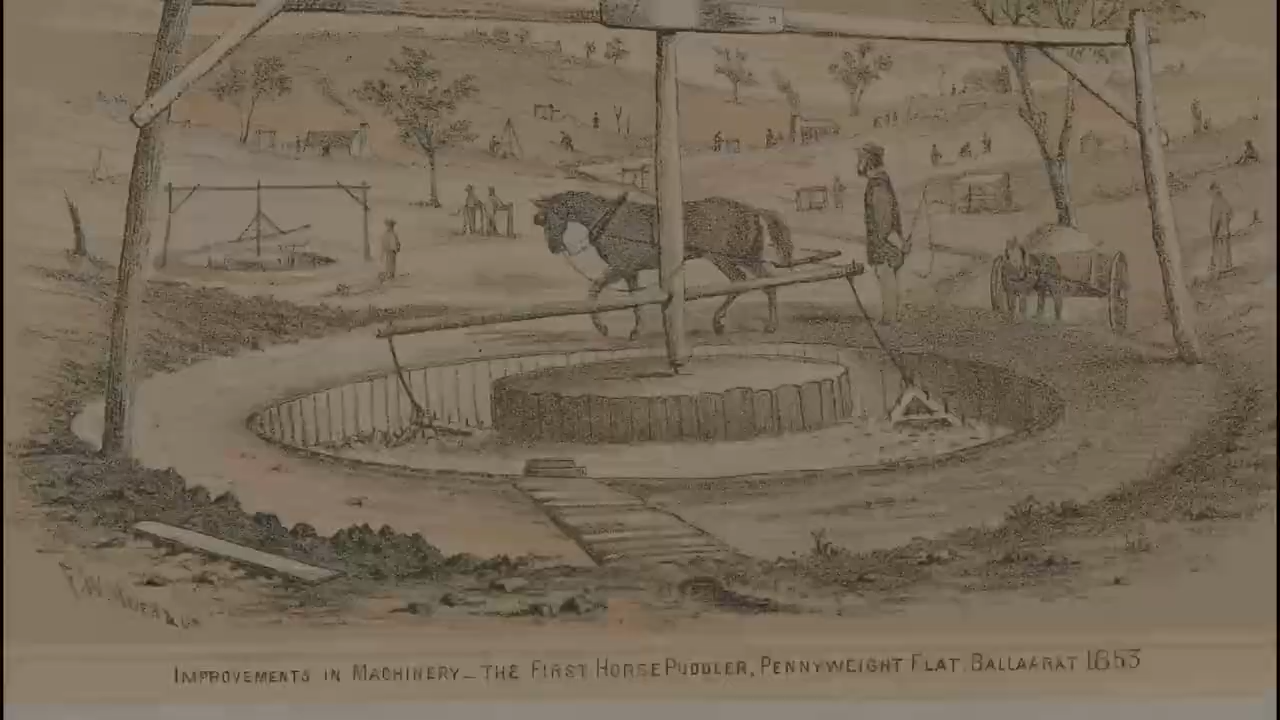 IMPROVEMENTS IN MACHINERY – THE FIRST HORSE PUDDLER, PENNYWEIGHT FLAT. BALLAARAT 1853